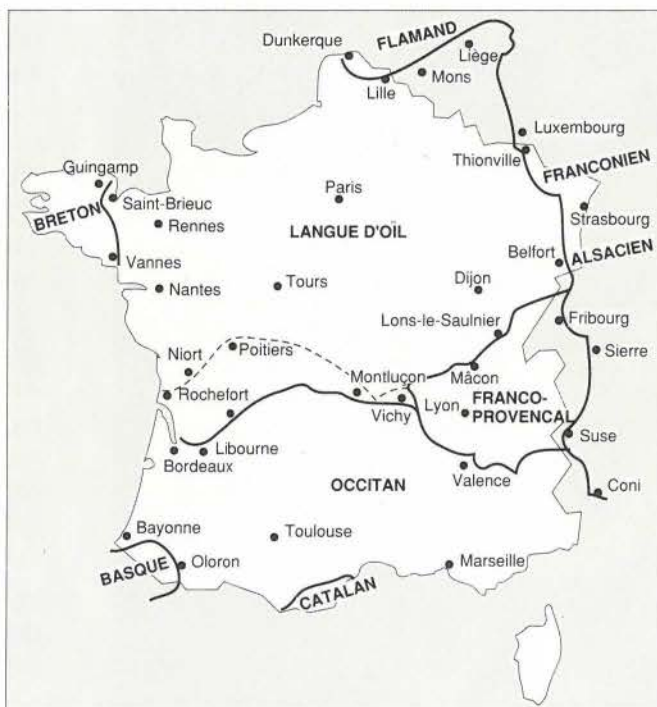 FLAMAND
Dunkerque
Liège
Mons
Lille
Luxembourg
Thionville
FRANCONIEN
Guingamp
Saint-Brieuc
BRETON
Rennes
Paris
Strasbourg
LANGUE D'OÏL
Belfort
ALSACIEN
Vannes
Nantes
Tours
Dijon
Lons-le-Saulnier
Fribourg
Sierre
Niort
Poitiers
Montluçon
Mâcon
Rochefort
Vichy
Lyon
FRANCO-
PROVENCAL
Suse
Libourne
Bordeaux
OCCITAN
Valence
Coni
Bayonne
Toulouse
BASQUE
Oloron
Marseille
CATALAN